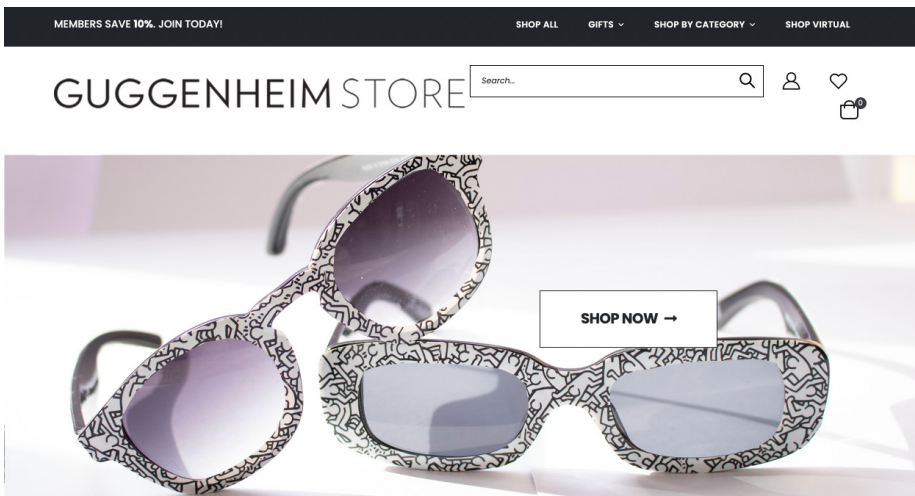 MEMBERS SAVE 10%. JOIN TODAY!
SHOP ALL GIFTS SHOP BY CATEGORY SHOP VIRTUAL
GUGGENHEIM STORE
Search...
0
SHOP NOW →